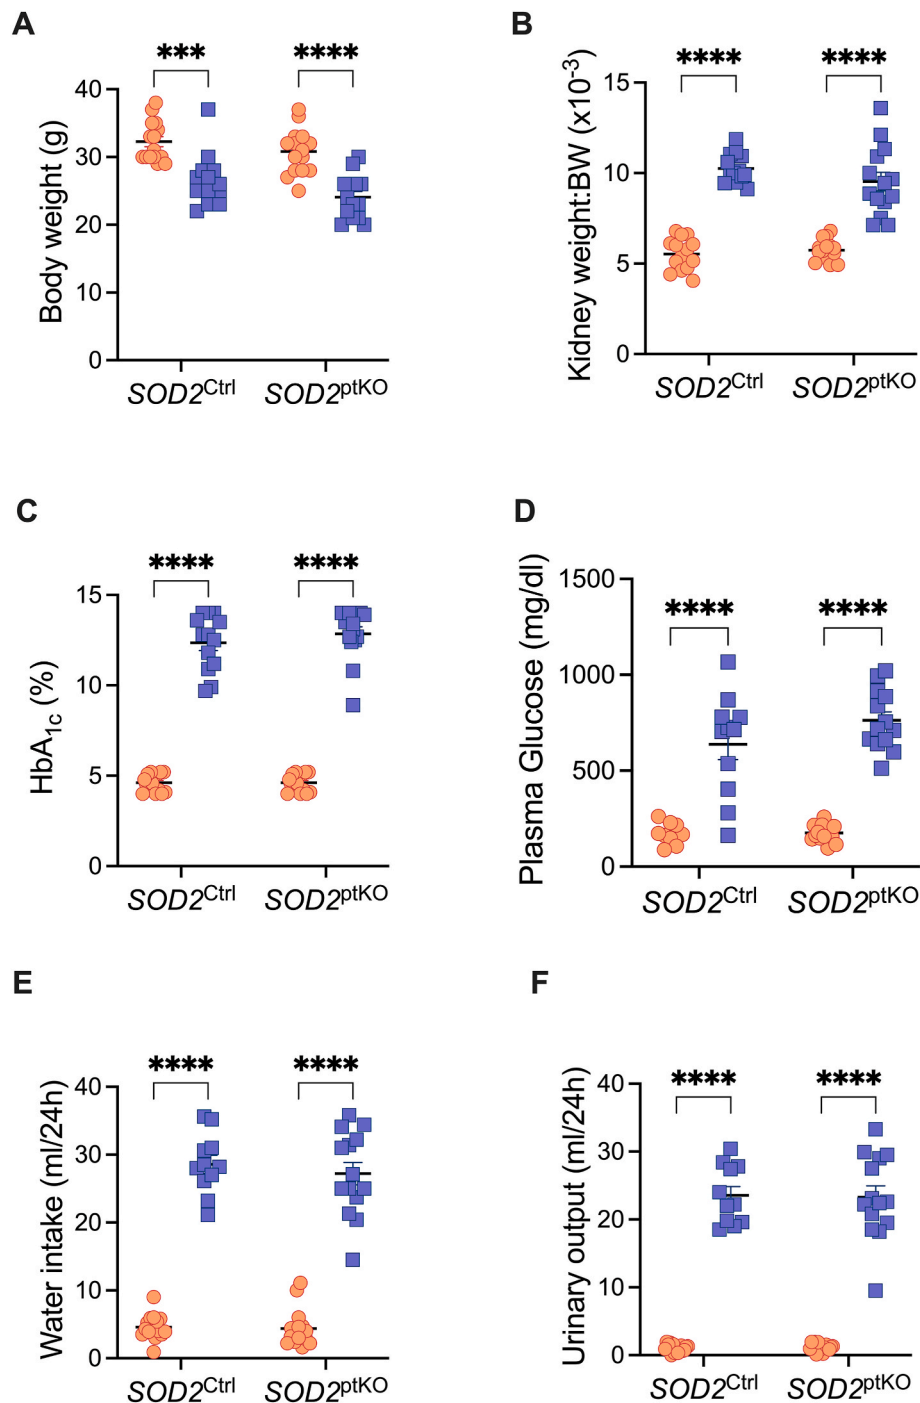 A
*** ****
Body weight (g)
40
30
20
10
0
SOD2Ctrl SOD2ptKO
B
**** ****
Kidney weight:BW (x10-3)
15
10
5
0
SOD2Ctrl SOD2ptKO
C
**** ****
HbA1c (%)
15
10
5
0
SOD2Ctrl SOD2ptKO
D
**** ****
Plasma Glucose (mg/dl)
1500
1000
500
0
SOD2Ctrl SOD2ptKO
E
**** ****
Water intake (ml/24h)
40
30
20
10
0
SOD2Ctrl SOD2ptKO
F
**** ****
Urinary output (ml/24h)
40
30
20
10
0
SOD2Ctrl SOD2ptKO